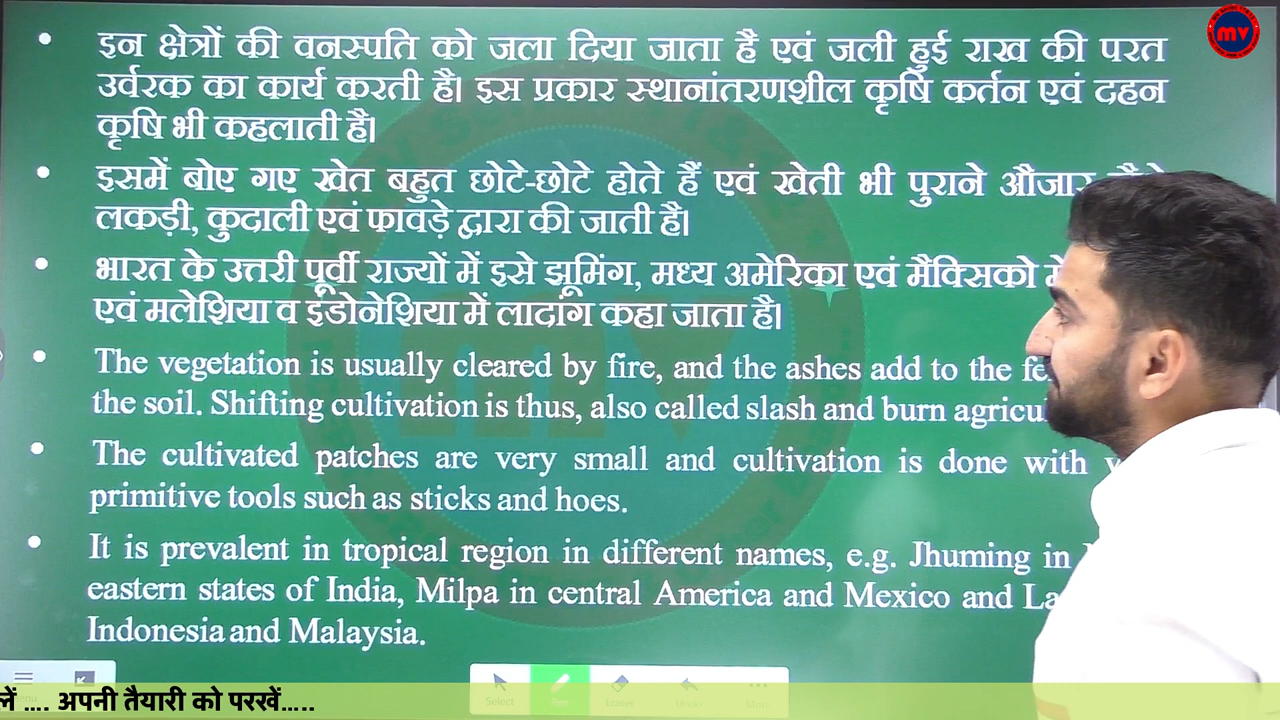 mv
इन क्षेत्रों की वनस्पति को जला दिया जाता है एवं जली हुई राख की परत
उर्वरक का कार्य करती है। इस प्रकार स्थानांतरणशील कृषि कर्तन एवं दहन
कृषि भी कहलाती है।
इसमें बोए गए खेत बहुत छोटे-छोटे होते हैं एवं खेती भी पुराने औजार
लकड़ी, कुदाली एवं फावड़े द्वारा की जाती है।
भारत के उत्तरी पूर्वी राज्यों में इसे झूमिंग, मध्य अमेरिका एवं मैक्सिको
एवं मलेशिया व इंडोनेशिया में लादांग कहा जाता है।
The vegetation is usually cleared by fire, and the ashes add to the
the soil. Shifting cultivation is thus, also called slash and burn
The cultivated patches are very small and cultivation is done with
primitive tools such as sticks and hoes.
It is prevalent in tropical region in different names, e.g. Jhuming in
eastern states of India, Milpa in central America and Mexico and
Indonesia and Malaysia.
Select Eraser Undo More
.... अपनी तैयारी को परखें.....